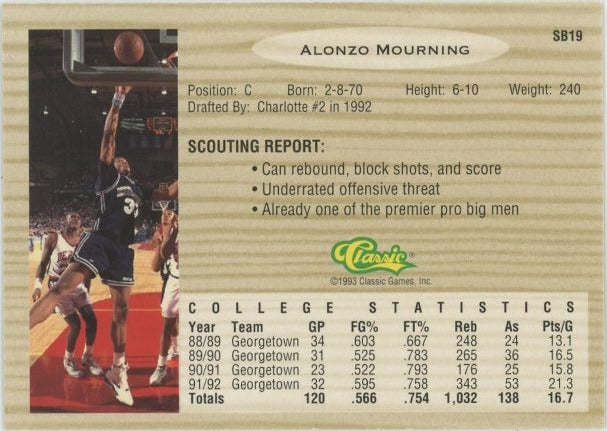 SB19
ALONZO MOURNING
Position: C Born: 2-8-70 Height: 6-10 Weight: 240
Drafted By: Charlotte #2 in 1992
SCOUTING REPORT:
• Can rebound, block shots, and score
• Underrated offensive threat
• Already one of the premier pro big men
Classic®
©1993 Classic Games, Inc.
COLLEGE STATISTICS
Year Team GP FG% FT% Reb As Pts/G
88/89 Georgetown 34 .603 .667 248 24 13.1
89/90 Georgetown 31 .525 .783 265 36 16.5
90/91 Georgetown 23 .522 .793 176 25 15.8
91/92 Georgetown 32 .595 .758 343 53 21.3
Totals 120 .566 .754 1,032 138 16.7